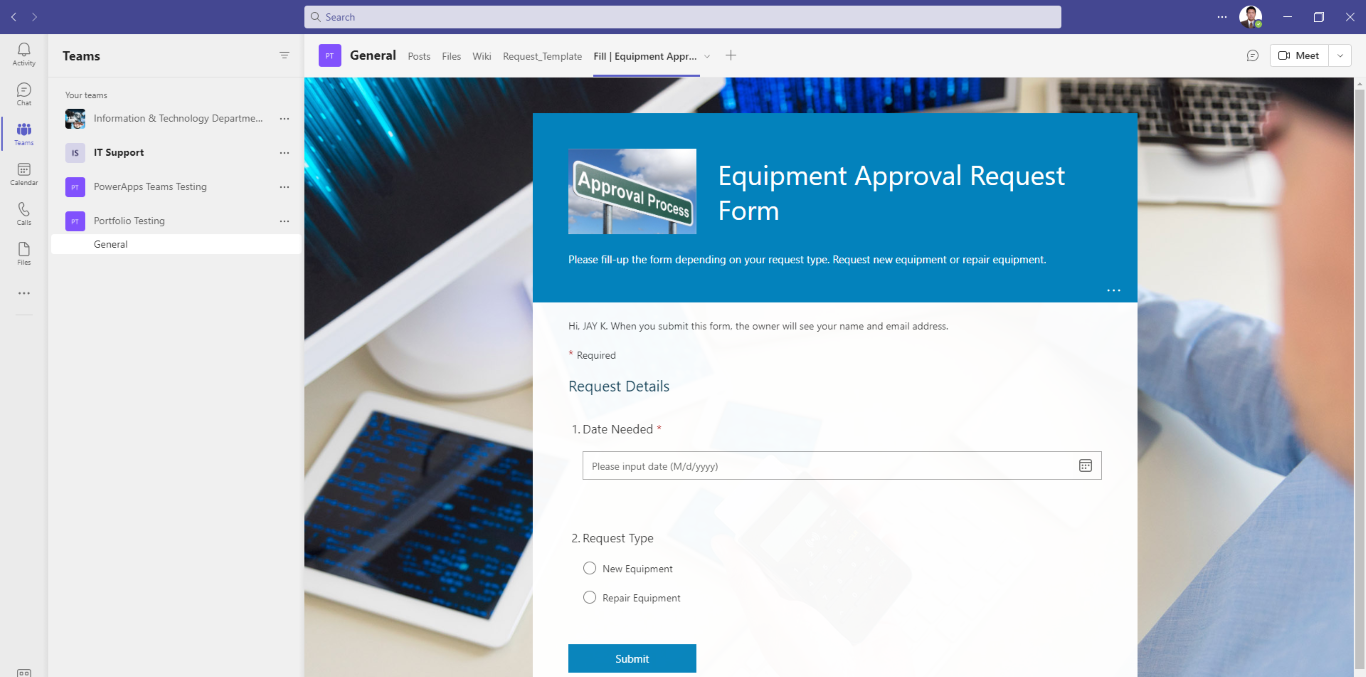 Search
Activity
Chat
Teams
Calendar
Calls
Files
Teams
Your teams
Information & Technology Departme...
IS IT Support
PT PowerApps Teams Testing
PT Portfolio Testing
General
PT General Posts Files Wiki Request_Template Fill | Equipment Appr...
Meet
Approval Process
Equipment Approval Request
Form
Please fill-up the form depending on your request type. Request new equipment or repair equipment.
Hi, JAY K. When you submit this form, the owner will see your name and email address.
* Required
Request Details
1. Date Needed *
Please input date (M/d/yyyy)
2. Request Type
New Equipment
Repair Equipment
Submit